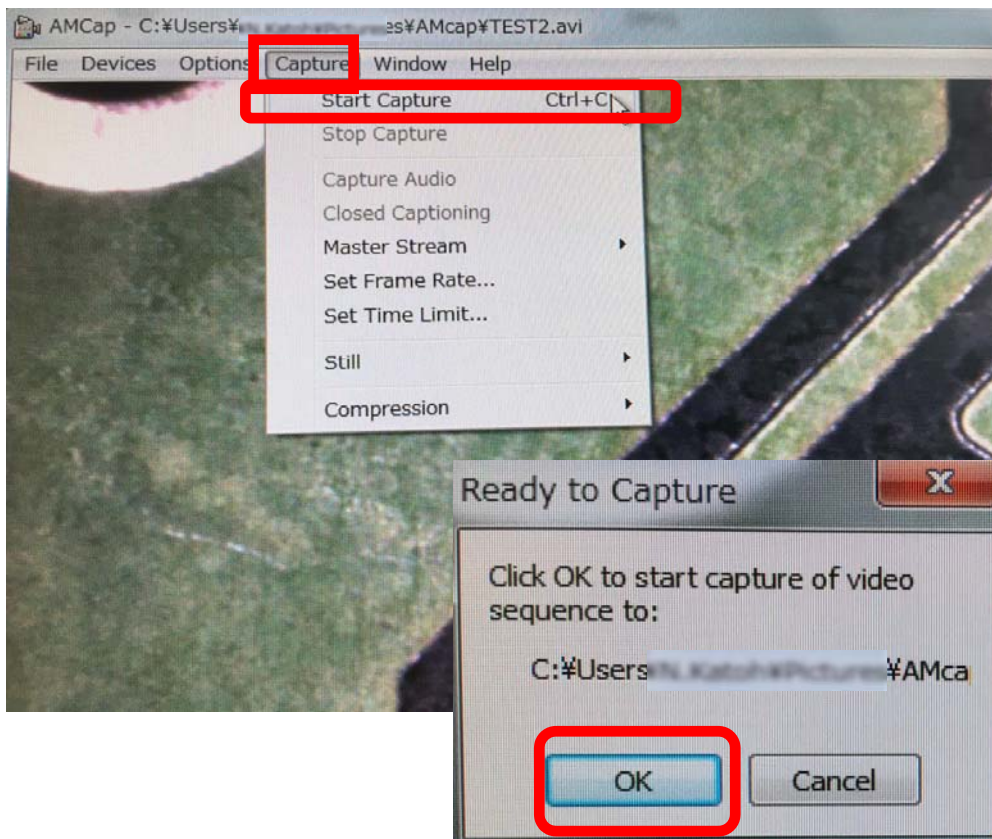 AMCap - C:¥Users¥ es¥AMcap¥TEST2.avi
File Devices Options Capture Window Help
Start Capture Ctrl+C
Stop Capture
Capture Audio
Closed Captioning
Master Stream
Set Frame Rate...
Set Time Limit...
Still
Compression
Ready to Capture
X
Click OK to start capture of video
sequence to:
C:¥Users ¥AMca
OK
Cancel